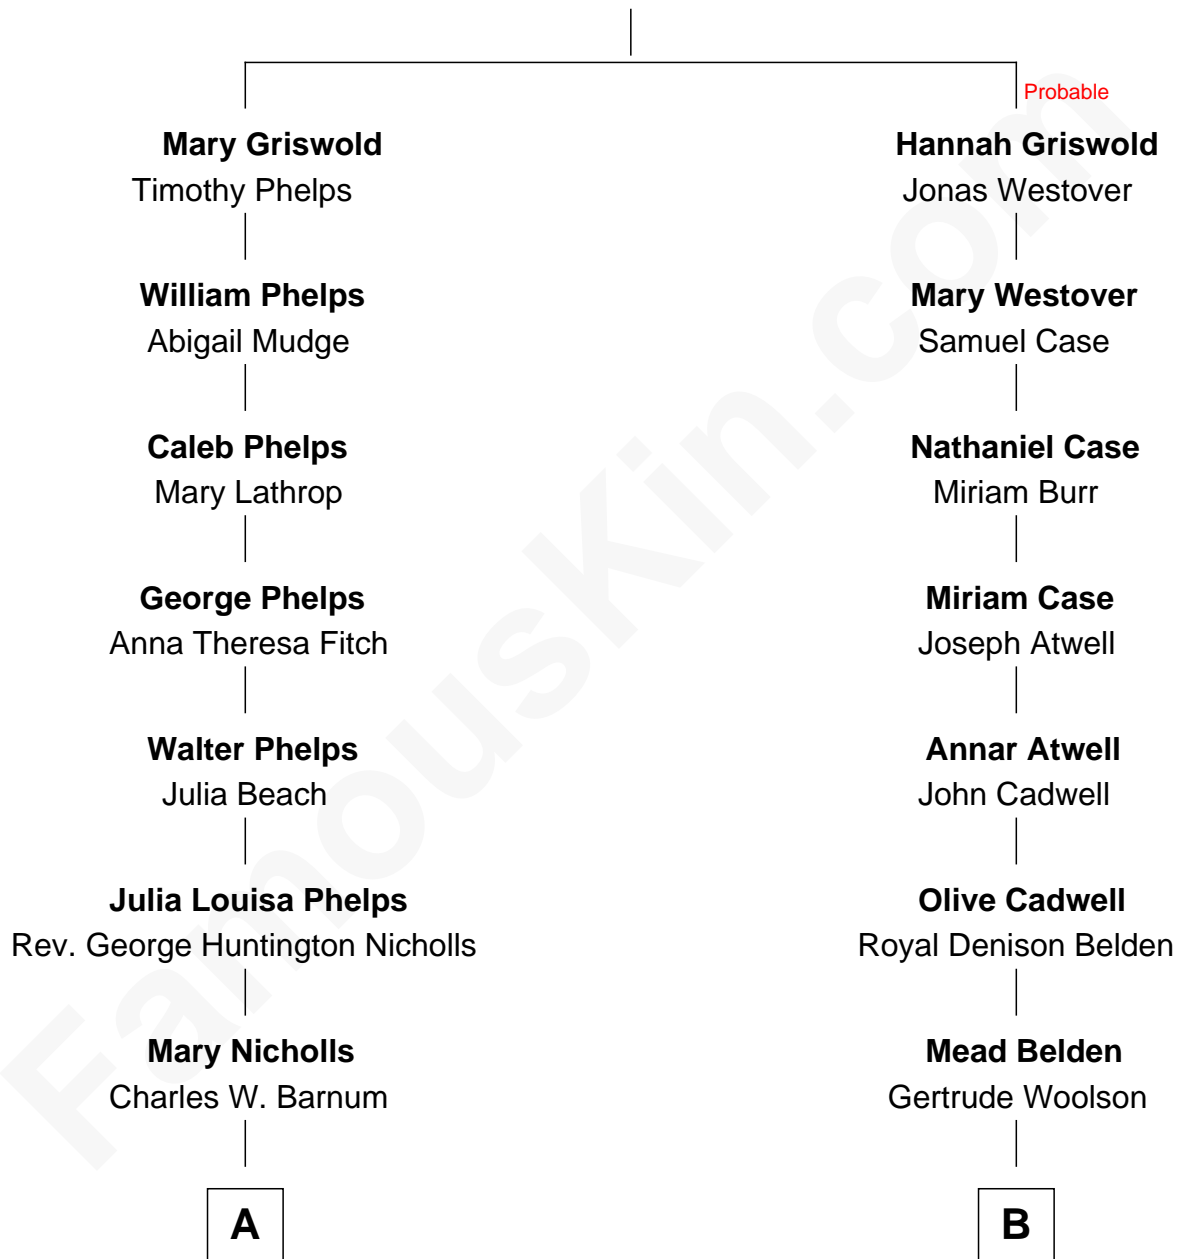 Probable
Mary Griswold
Timothy Phelps
Hannah Griswold
Jonas Westover
William Phelps
Abigail Mudge
Mary Westover
Samuel Case
Caleb Phelps
Mary Lathrop
Nathaniel Case
Miriam Burr
George Phelps
Anna Theresa Fitch
Miriam Case
Joseph Atwell
Walter Phelps
Julia Beach
Annar Atwell
John Cadwell
Julia Louisa Phelps
Rev. George Huntington Nicholls
Olive Cadwell
Royal Denison Belden
Mary Nicholls
Charles W. Barnum
Mead Belden
Gertrude Woolson
A
B
FamousKin.com